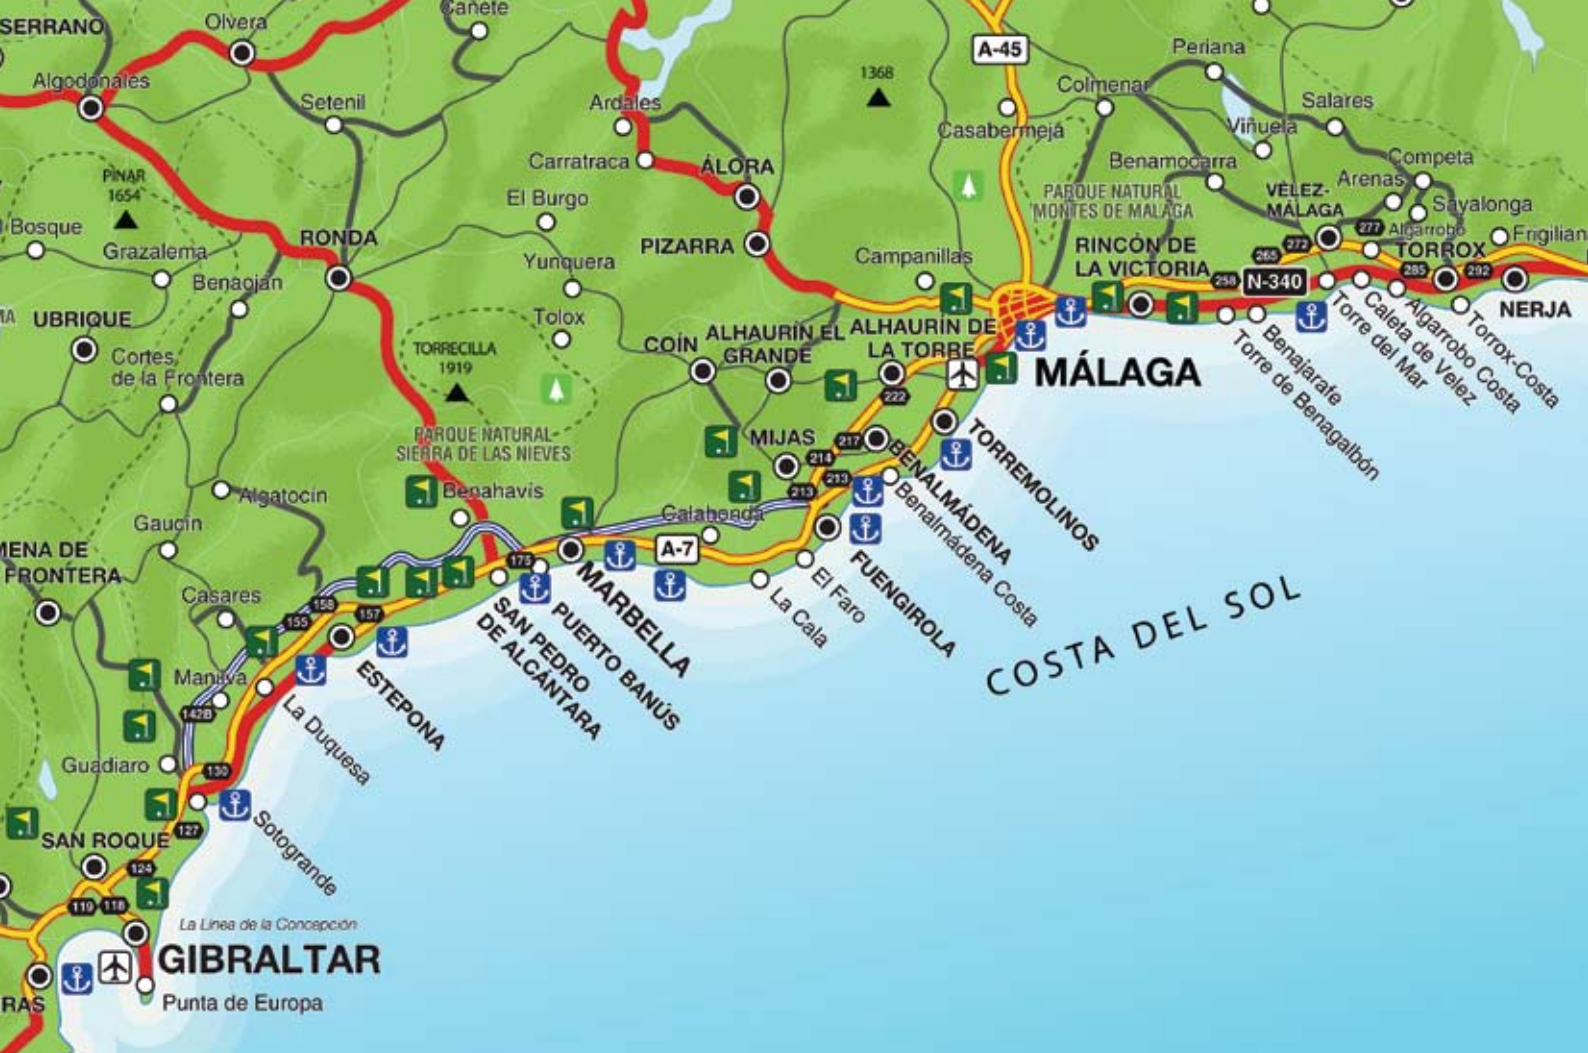 SERRANO
Olvera
Cañete
Algodonales
Setenil
Ardales
1368
A-45
Periana
Colmenar
Salares
Casabermeja
Viñuela
Carratraca
ÁLORA
Benamocarra
Competa
Arenas
PINAR
1654
El Burgo
PARQUE NATURAL
MONTES DE MALAGA
VÉLEZ-
MÁLAGA
Sayalonga
Bosque
RONDA
PIZARRA
277
Algarrobo
Frigilian
Grazalema
Yunquera
Campanillas
RINCÓN DE
LA VICTORIA
272
265
TORROX
Benaoján
258
N-340
285
292
NERJA
UBRIQUE
Tolox
COÍN
ALHAURÍN EL
GRANDE
ALHAURÍN DE
LA TORRE
Cortes
de la Frontera
TORRECILLA
1919
MÁLAGA
Torre de Benagalbón
Benajarafe
Torre del Mar
Caleta de Velez
Algarrobo Costa
Torrox-Costa
222
PARQUE NATURAL
SIERRA DE LAS NIEVES
MIJAS
217
214
213
213
BENALMÁDENA
TORREMOLINOS
Benalmádena Costa
Algatocin
Benahavís
Calahonda
Gaucín
A-7
MENA DE
FRONTERA
175
MARBELLA
FUENGIROLA
El Faro
La Cala
Casares
158
157
155
SAN PEDRO
DE ALCÁNTARA
PUERTO BANÚS
COSTA DEL SOL
Manilva
ESTEPONA
142B
La Duquesa
Guadiaro
130
Sotogrande
127
SAN ROQUE
124
119
118
La Linea de la Concepción
GIBRALTAR
Punta de Europa
RAS